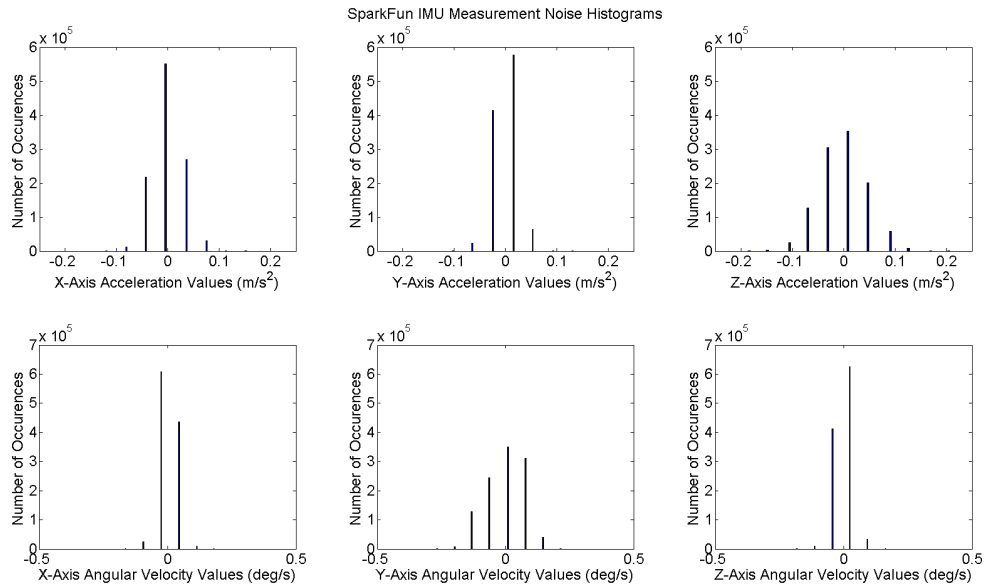 SparkFun IMU Measurement Noise Histograms
6 x 10^5
5
4
3
2
1
0
Number of Occurences
-0.2 -0.1 0 0.1 0.2
X-Axis Acceleration Values (m/s^2)
6 x 10^5
5
4
3
2
1
0
Number of Occurences
-0.2 -0.1 0 0.1 0.2
Y-Axis Acceleration Values (m/s^2)
6 x 10^5
5
4
3
2
1
0
Number of Occurences
-0.2 -0.1 0 0.1 0.2
Z-Axis Acceleration Values (m/s^2)
7 x 10^5
6
5
4
3
2
1
0
Number of Occurences
-0.5 0 0.5
X-Axis Angular Velocity Values (deg/s)
7 x 10^5
6
5
4
3
2
1
0
Number of Occurences
-0.5 0 0.5
Y-Axis Angular Velocity Values (deg/s)
7 x 10^5
6
5
4
3
2
1
0
Number of Occurences
-0.5 0 0.5
Z-Axis Angular Velocity Values (deg/s)